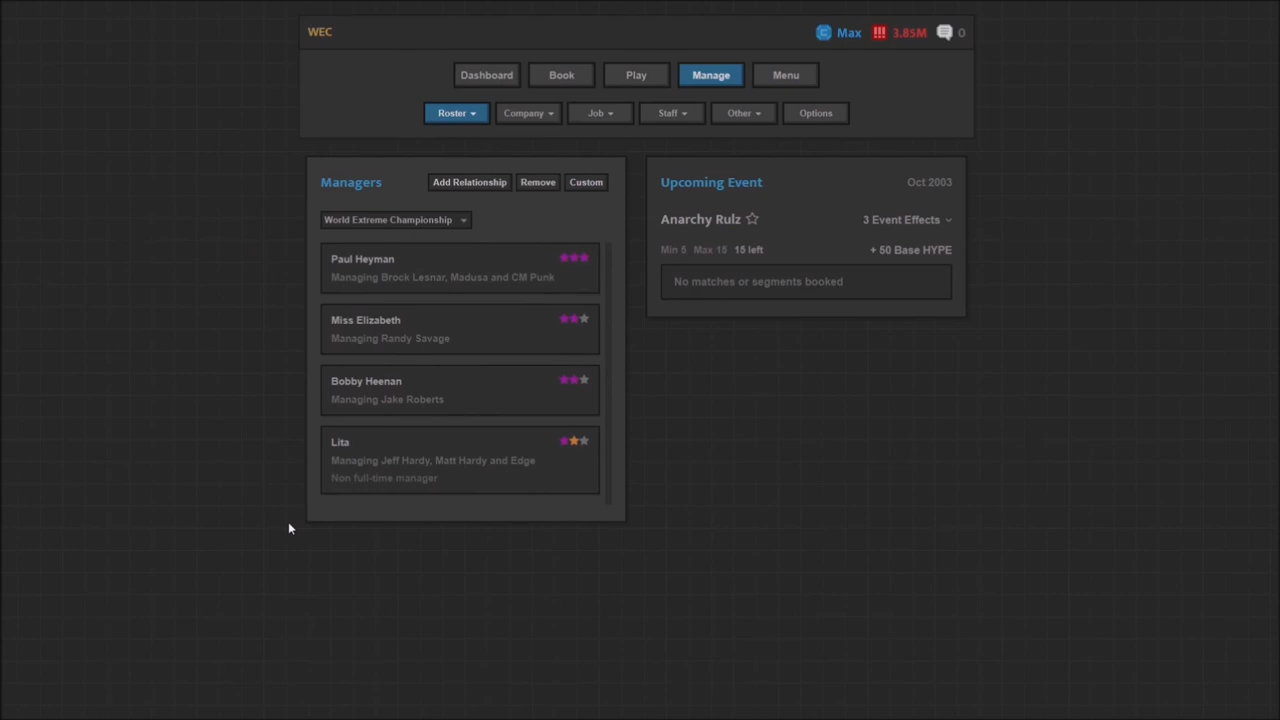 WEC
Max 3.85M 0
Dashboard Book Play Manage Menu
Roster Company Job Staff Other Options
Managers Add Relationship Remove Custom
World Extreme Championship
Paul Heyman
Managing Brock Lesnar, Madusa and CM Punk
Miss Elizabeth
Managing Randy Savage
Bobby Heenan
Managing Jake Roberts
Lita
Managing Jeff Hardy, Matt Hardy and Edge
Non full-time manager
Upcoming Event Oct 2003
Anarchy Rulz 3 Event Effects
Min 5 Max 15 15 left + 50 Base HYPE
No matches or segments booked